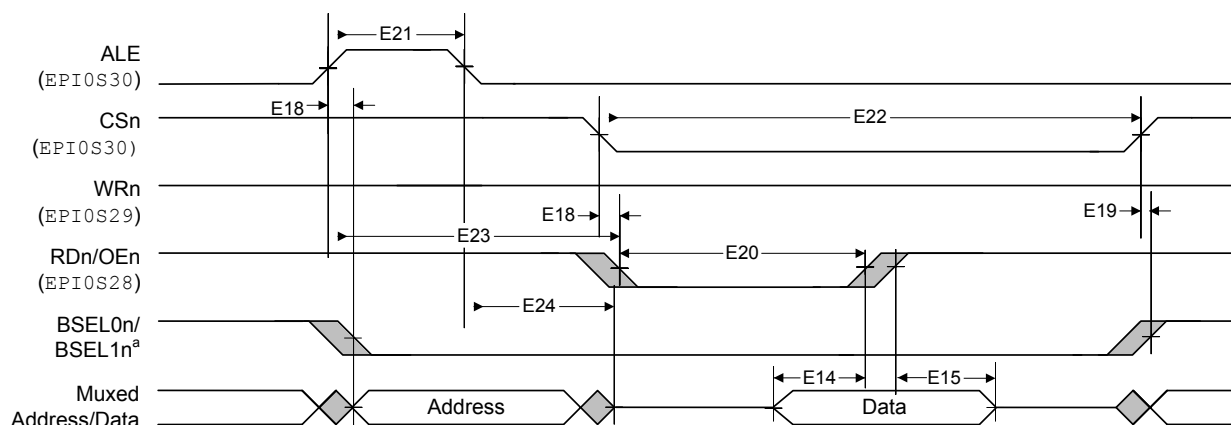 ALE
(EPI0S30)
E21
E18
CSn
(EPI0S30)
E22
WRn
(EPI0S29)
E18
E19
E23
RDn/OEn
(EPI0S28)
E20
E24
BSEL0n/
BSEL1nᵃ
Muxed
Address/Data
Address
E14
E15
Data